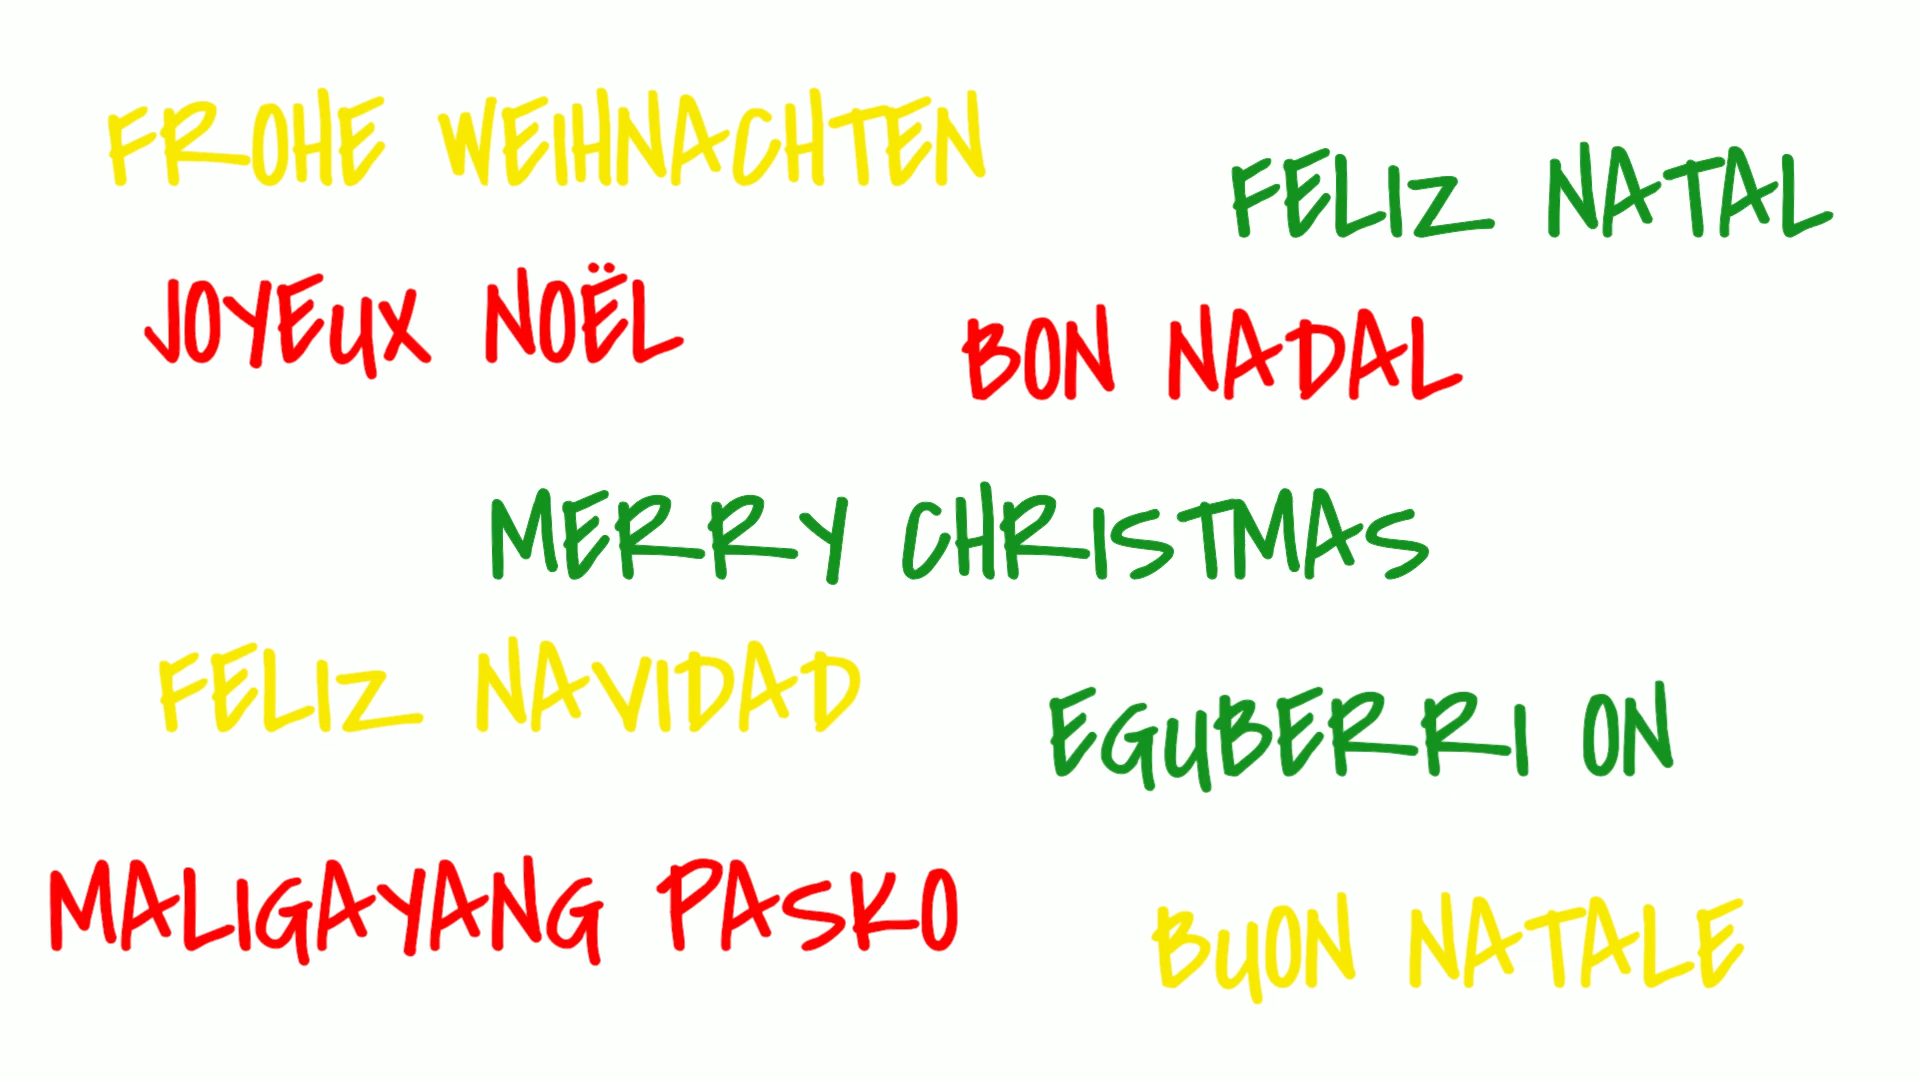 FROHE WEIHNACHTEN
FELIZ NATAL
JOYEUX NOËL
BON NADAL
MERRY CHRISTMAS
FELIZ NAVIDAD
EGUBERRI ON
MALIGAYANG PASKO
BUON NATALE